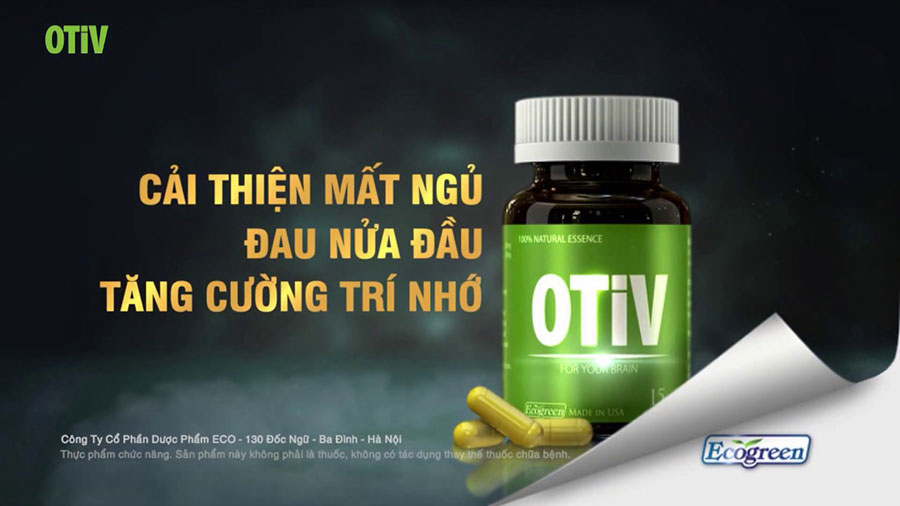 OTiV
CẢI THIỆN MẤT NGỦ
ĐAU NỬA ĐẦU
TĂNG CƯỜNG TRÍ NHỚ
100% NATURAL ESSENCE
OTiV
FOR YOUR BRAIN
15
Ecogreen MADE IN USA
Công Ty Cổ Phần Dược Phẩm ECO - 130 Đốc Ngữ - Ba Đình - Hà Nội
Thực phẩm chức năng. Sản phẩm này không phải là thuốc, không có tác dụng thay thế thuốc chữa bệnh.
Ecogreen